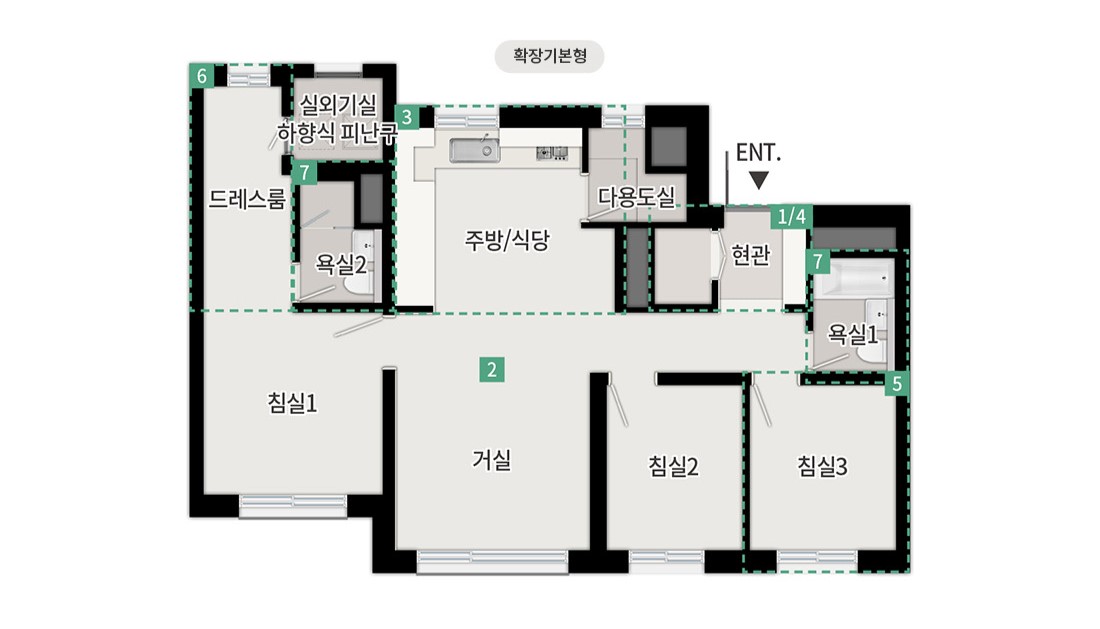 확장기본형
6
실외기실
하향식 피난구
3
ENT.
7
드레스룸
다용도실
1/4
주방/식당
현관
7
욕실2
욕실1
2
5
침실1
거실
침실2
침실3